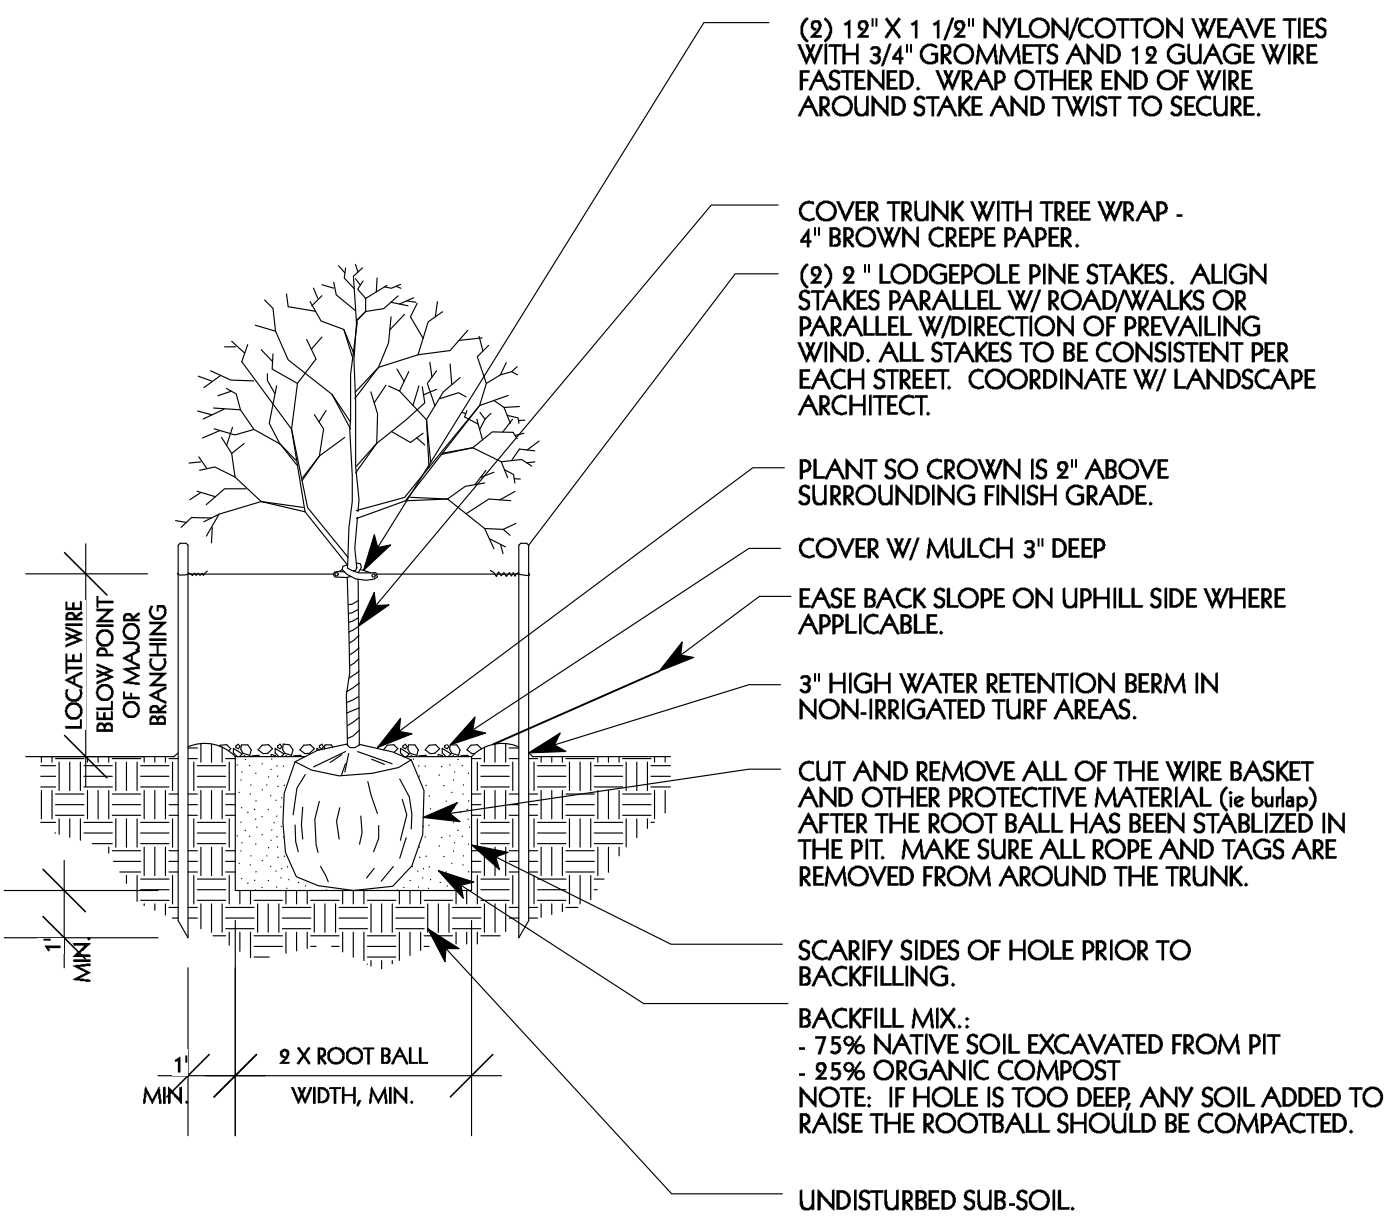 (2) 12" X 1 1/2" NYLON/COTTON WEAVE TIES
WITH 3/4" GROMMETS AND 12 GUAGE WIRE
FASTENED. WRAP OTHER END OF WIRE
AROUND STAKE AND TWIST TO SECURE.
COVER TRUNK WITH TREE WRAP -
4" BROWN CREPE PAPER.
(2) 2 " LODGEPOLE PINE STAKES. ALIGN
STAKES PARALLEL W/ ROAD/WALKS OR
PARALLEL W/DIRECTION OF PREVAILING
WIND. ALL STAKES TO BE CONSISTENT PER
EACH STREET. COORDINATE W/ LANDSCAPE
ARCHITECT.
PLANT SO CROWN IS 2" ABOVE
SURROUNDING FINISH GRADE.
COVER W/ MULCH 3" DEEP
EASE BACK SLOPE ON UPHILL SIDE WHERE
APPLICABLE.
3" HIGH WATER RETENTION BERM IN
NON-IRRIGATED TURF AREAS.
CUT AND REMOVE ALL OF THE WIRE BASKET
AND OTHER PROTECTIVE MATERIAL (ie burlap)
AFTER THE ROOT BALL HAS BEEN STABLIZED IN
THE PIT. MAKE SURE ALL ROPE AND TAGS ARE
REMOVED FROM AROUND THE TRUNK.
SCARIFY SIDES OF HOLE PRIOR TO
BACKFILLING.
BACKFILL MIX.:
- 75% NATIVE SOIL EXCAVATED FROM PIT
- 25% ORGANIC COMPOST
NOTE: IF HOLE IS TOO DEEP, ANY SOIL ADDED TO
RAISE THE ROOTBALL SHOULD BE COMPACTED.
UNDISTURBED SUB-SOIL.
LOCATE WIRE
BELOW POINT
OF MAJOR
BRANCHING
1'
MIN.
1'
MIN.
2 X ROOT BALL
WIDTH, MIN.